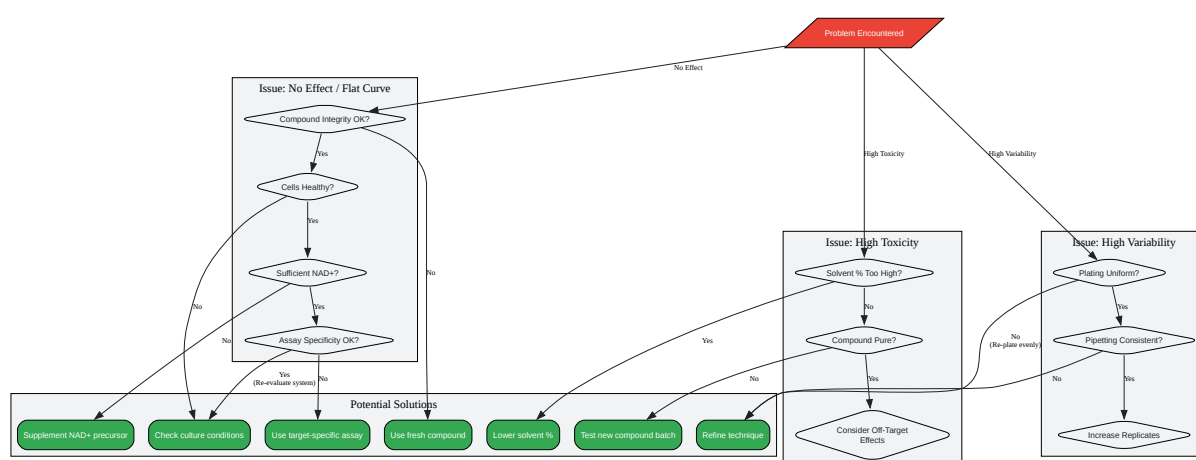 Problem Encountered
No Effect
High Toxicity
High Variability
Issue: No Effect / Flat Curve
Compound Integrity OK?
Yes
No
Cells Healthy?
Yes
No
Sufficient NAD+?
Yes
No
Assay Specificity OK?
Yes
(Re-evaluate system)
No
Issue: High Toxicity
Solvent % Too High?
No
Yes
Compound Pure?
Yes
No
Consider Off-Target
Effects
Issue: High Variability
Plating Uniform?
Yes
No
(Re-plate evenly)
Pipetting Consistent?
Yes
No
Increase Replicates
Potential Solutions
Supplement NAD+ precursor
Check culture conditions
Use target-specific assay
Use fresh compound
Lower solvent %
Test new compound batch
Refine technique